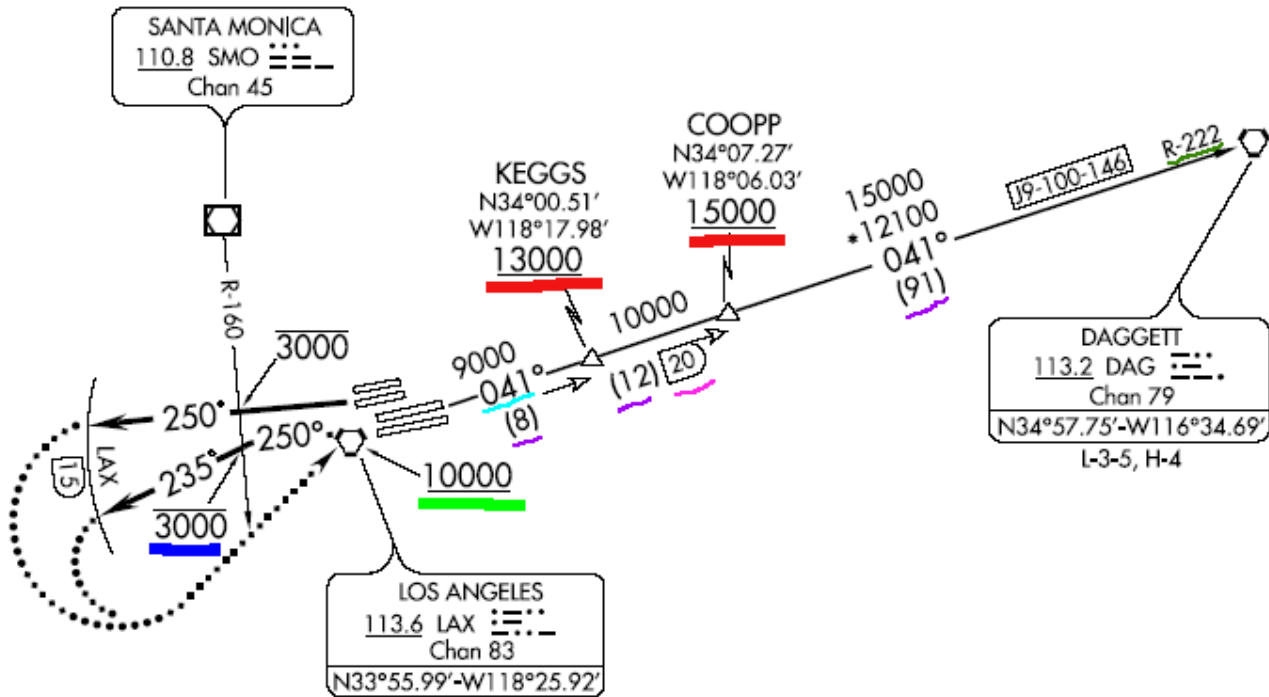 SANTA MONICA
110.8 SMO
Chan 45
COOPP
N34°07.27′
W118°06.03′
15000
KEGGS
N34°00.51′
W118°17.98′
13000
R-222
J9-100-146
15000
*12100
041°
(91)
R-160
10000
3000
9000
041°
(8)
(12) 20
DAGGETT
113.2 DAG
Chan 79
N34°57.75′-W116°34.69′
L-3-5, H-4
250°
250°
235°
LAX
15
3000
10000
LOS ANGELES
113.6 LAX
Chan 83
N33°55.99′-W118°25.92′